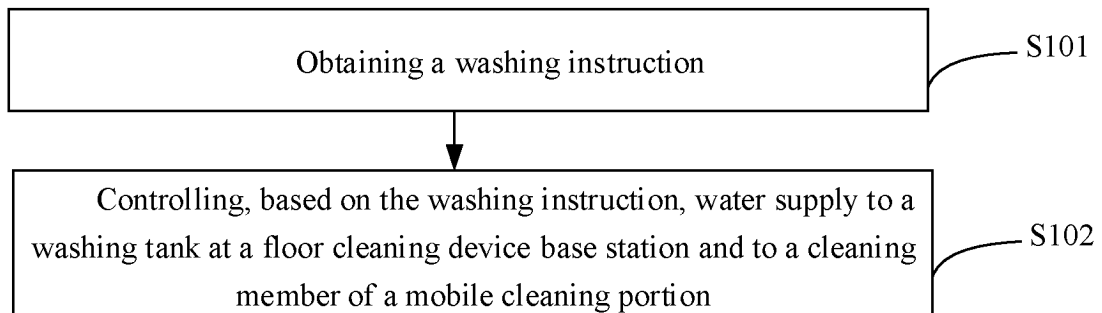 Obtaining a washing instruction
S101
Controlling, based on the washing instruction, water supply to a
washing tank at a floor cleaning device base station and to a cleaning
member of a mobile cleaning portion
S102